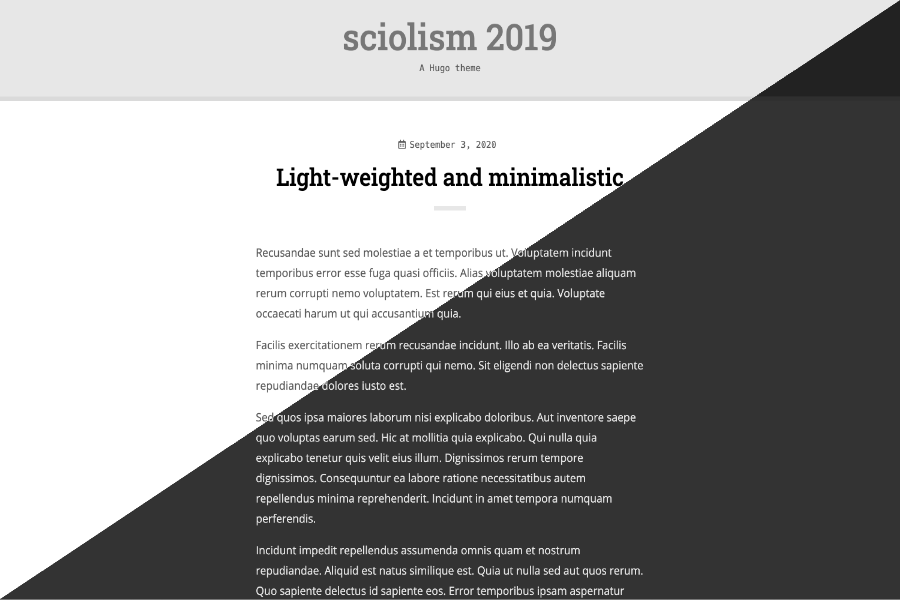 sciolism 2019
A Hugo theme
September 3, 2020
Light-weighted and minimalistic
Recusandae sunt sed molestiae a et temporibus ut. Voluptatem incidunt
temporibus error esse fuga quasi officiis. Alias voluptatem molestiae aliquam
rerum corrupti nemo voluptatem. Est rerum qui eius et quia. Voluptate
occaecati harum ut qui accusantium quia.
Facilis exercitationem rerum recusandae incidunt. Illo ab ea veritatis. Facilis
minima numquam soluta corrupti qui nemo. Sit eligendi non delectus sapiente
repudiandae dolores iusto est.
Sed quos ipsa maiores laborum nisi explicabo doloribus. Aut inventore saepe
quo voluptas earum sed. Hic at mollitia quia explicabo. Qui nulla quia
explicabo tenetur quis velit eius illum. Dignissimos rerum tempore
dignissimos. Consequuntur ea labore ratione necessitatibus autem
repellendus minima reprehenderit. Incidunt in amet tempora numquam
perferendis.
Incidunt impedit repellendus assumenda omnis quam et nostrum
repudiandae. Aliquid est natus similique est. Quia ut nulla sed aut quos rerum.
Quo sapiente delectus id sapiente eos. Error temporibus ipsam aspernatur